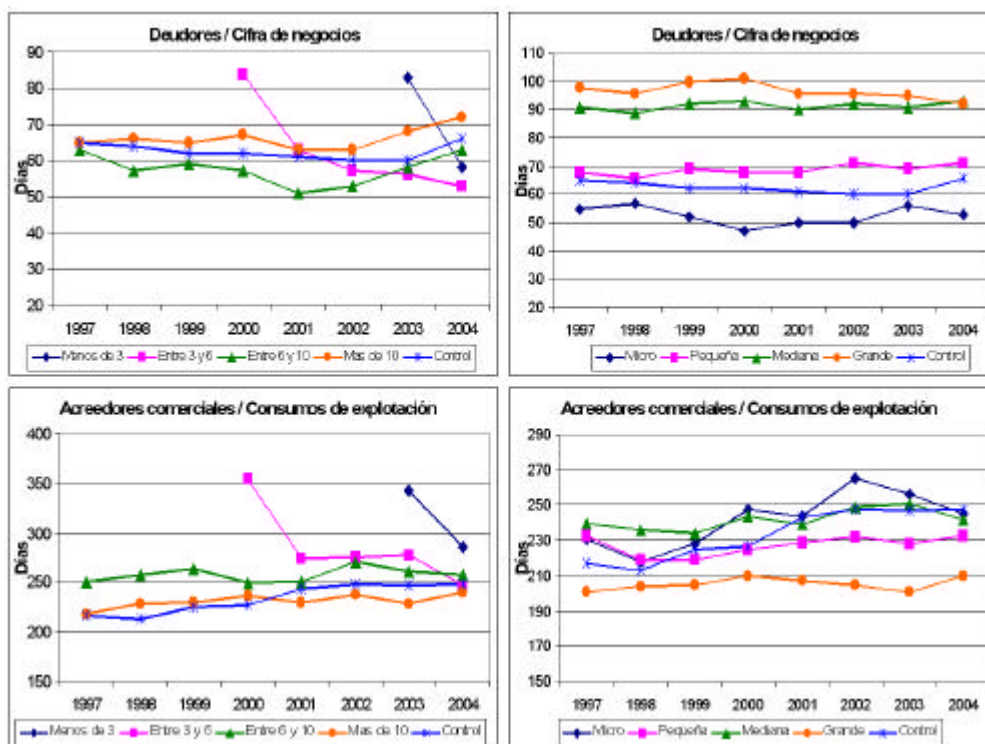 Deudores / Cifra de negocios
90
80
70
60
50
40
30
20
Días
1997 1998 1999 2000 2001 2002 2003 2004
Menos de 3 Entre 3 y 6 Entre 6 y 10 Mas de 10 Control
Deudores / Cifra de negocios
110
100
90
80
70
60
50
40
30
20
Días
1997 1998 1999 2000 2001 2002 2003 2004
Micro Pequeña Mediana Grande Control
Acreedores comerciales / Consumos de explotación
400
350
300
250
200
150
Días
1997 1998 1999 2000 2001 2002 2003 2004
Menos de 3 Entre 3 y 6 Entre 6 y 10 Mas de 10 Control
Acreedores comerciales / Consumos de explotación
290
270
250
230
210
190
170
150
Días
1997 1998 1999 2000 2001 2002 2003 2004
Micro Pequeña Mediana Grande Control